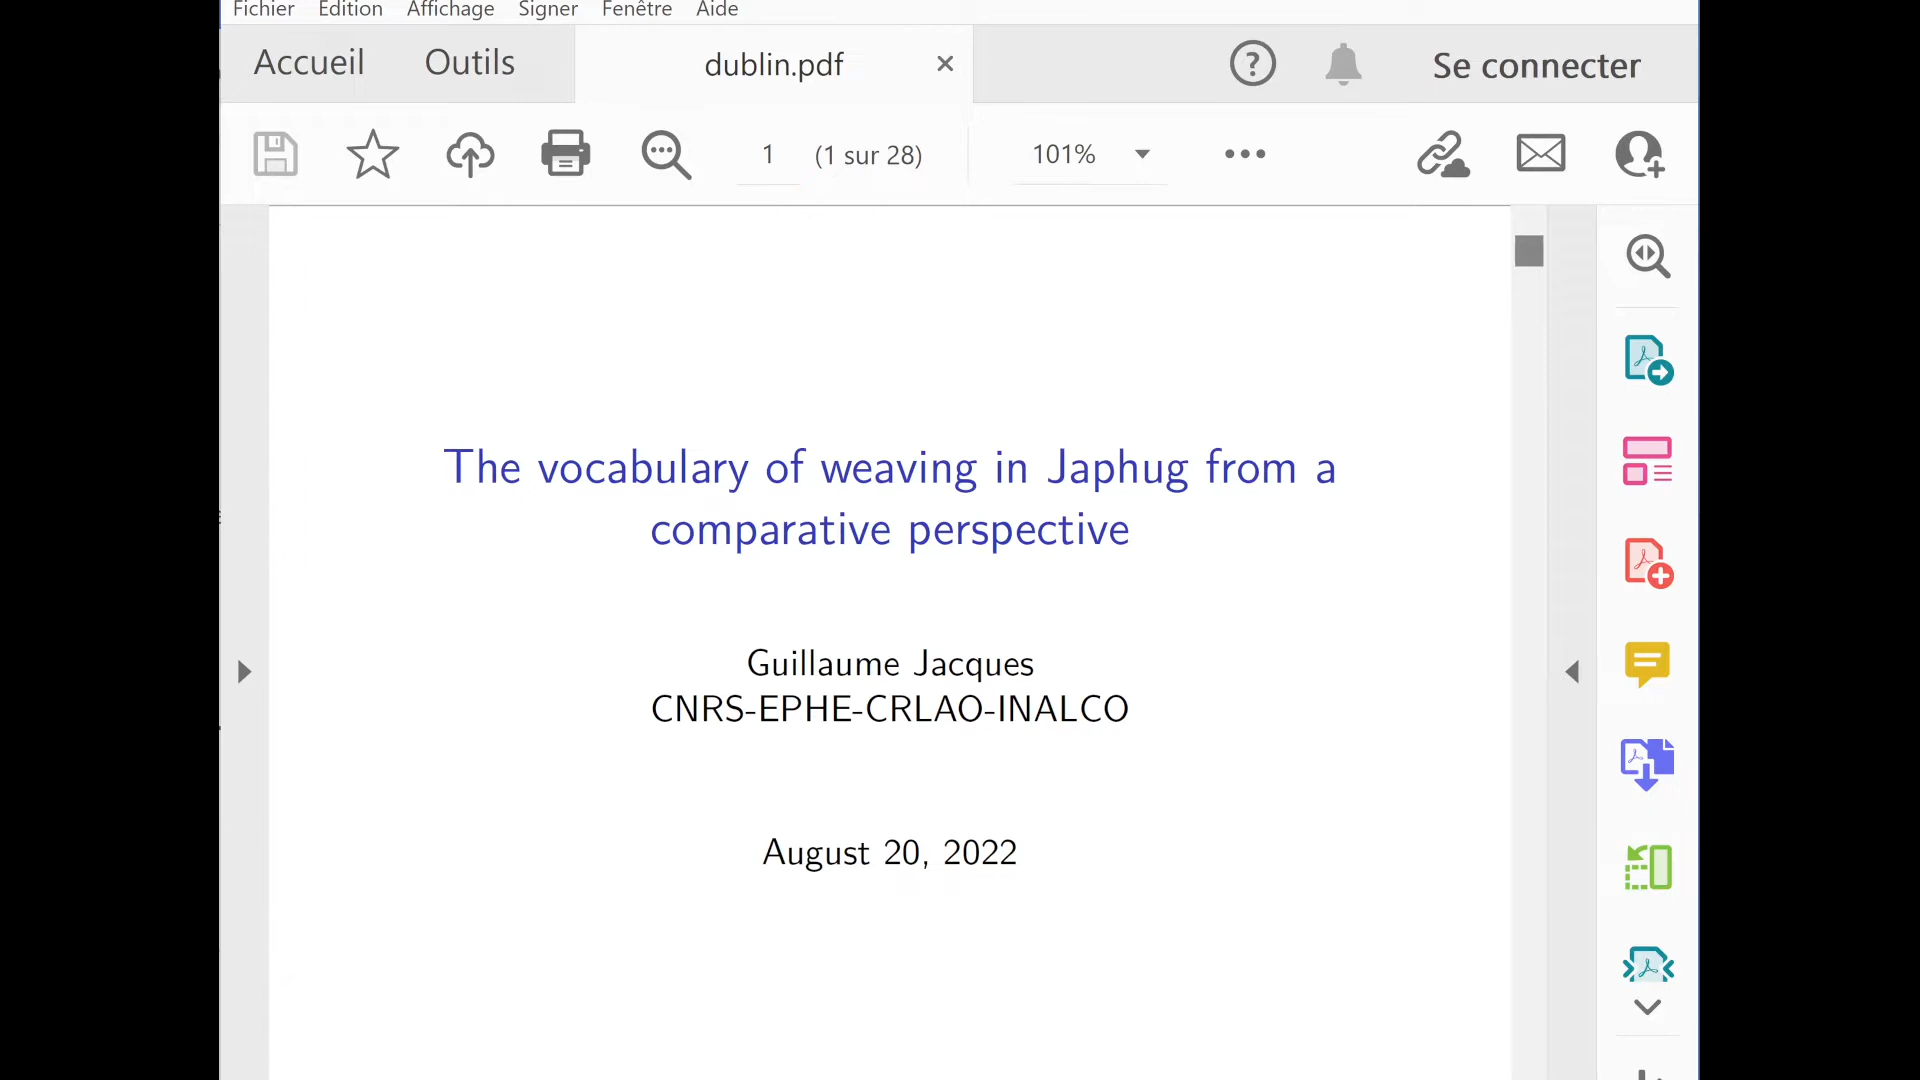 Fichier Edition Affichage Signer Fenêtre Aide
Accueil Outils dublin.pdf Se connecter
1 (1 sur 28) 101%
The vocabulary of weaving in Japhug from a
comparative perspective
Guillaume Jacques
CNRS-EPHE-CRLAO-INALCO
August 20, 2022